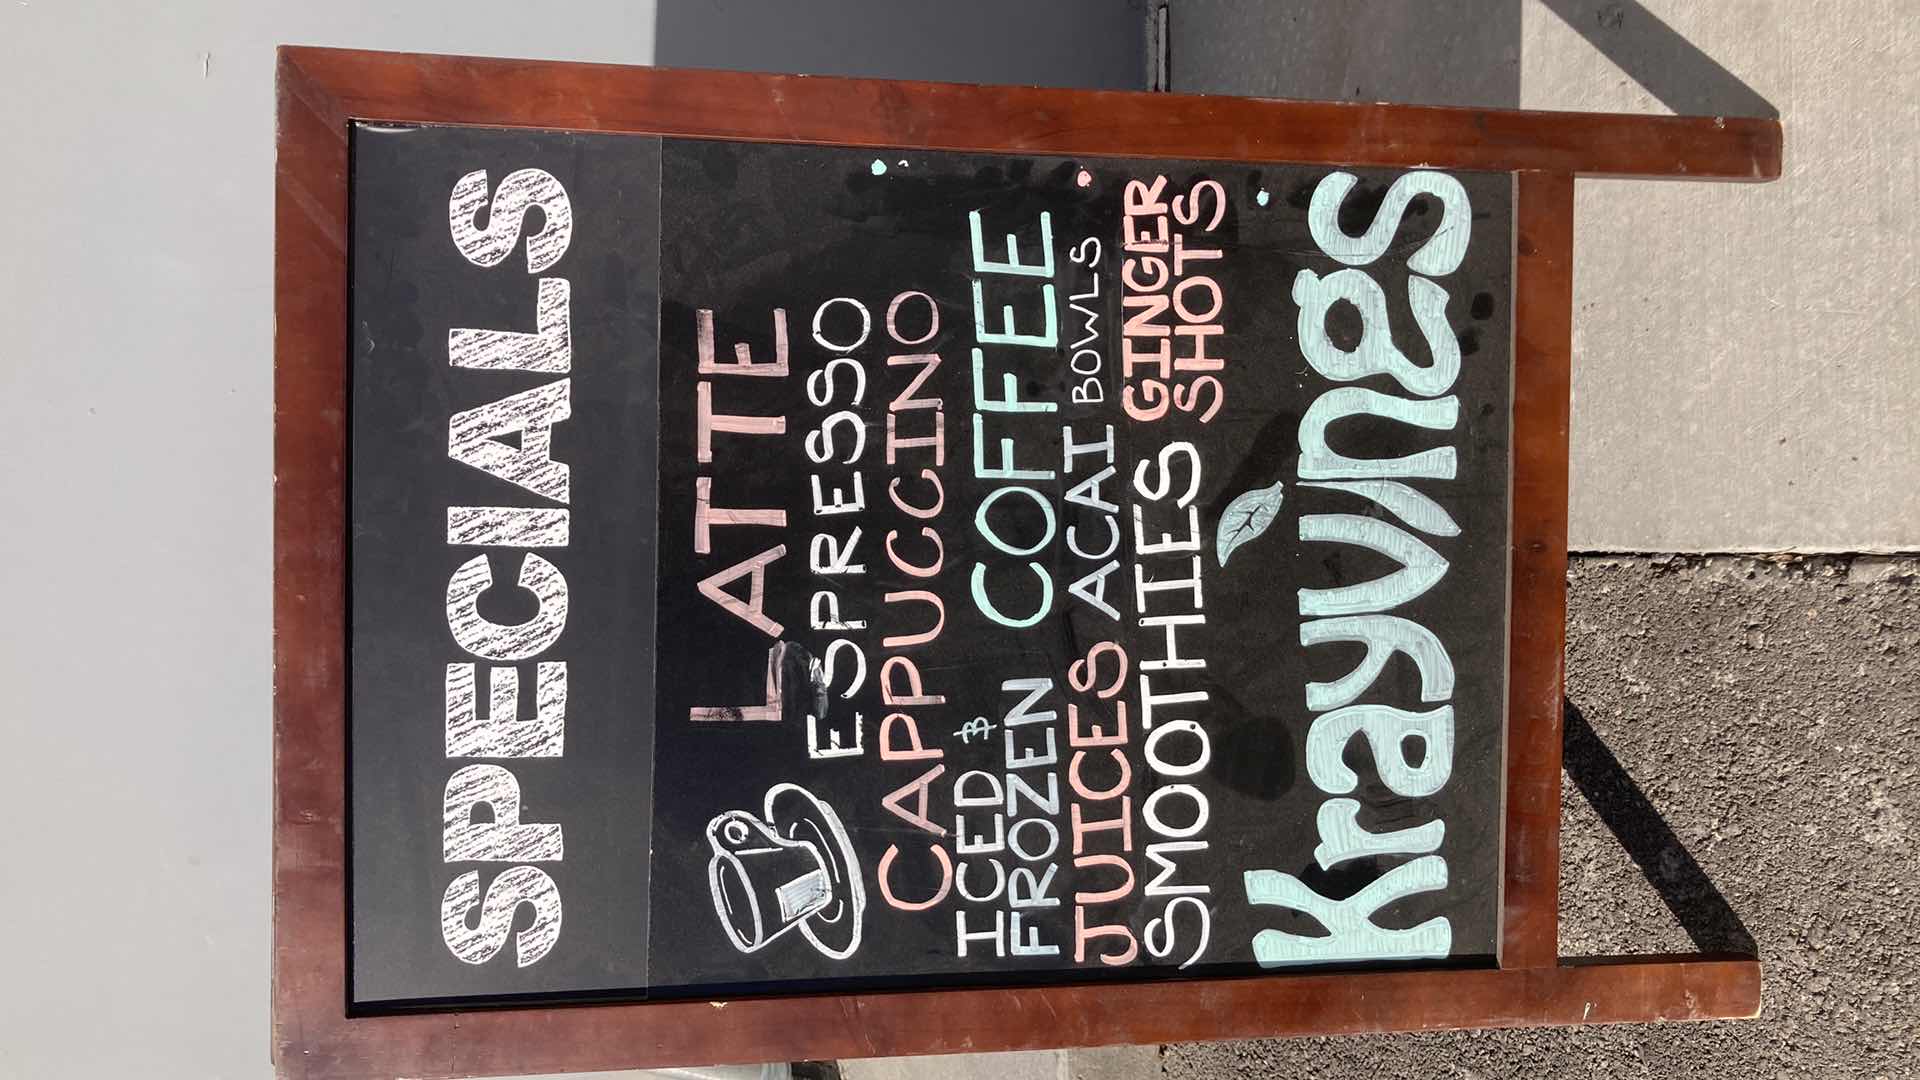 SPECIALS
LATTE
ESPRESSO
CAPPUCCINO
ICED &
FROZEN COFFEE
JUICES ACAI BOWLS
SMOOTHIES GINGER SHOTS
Krayvings